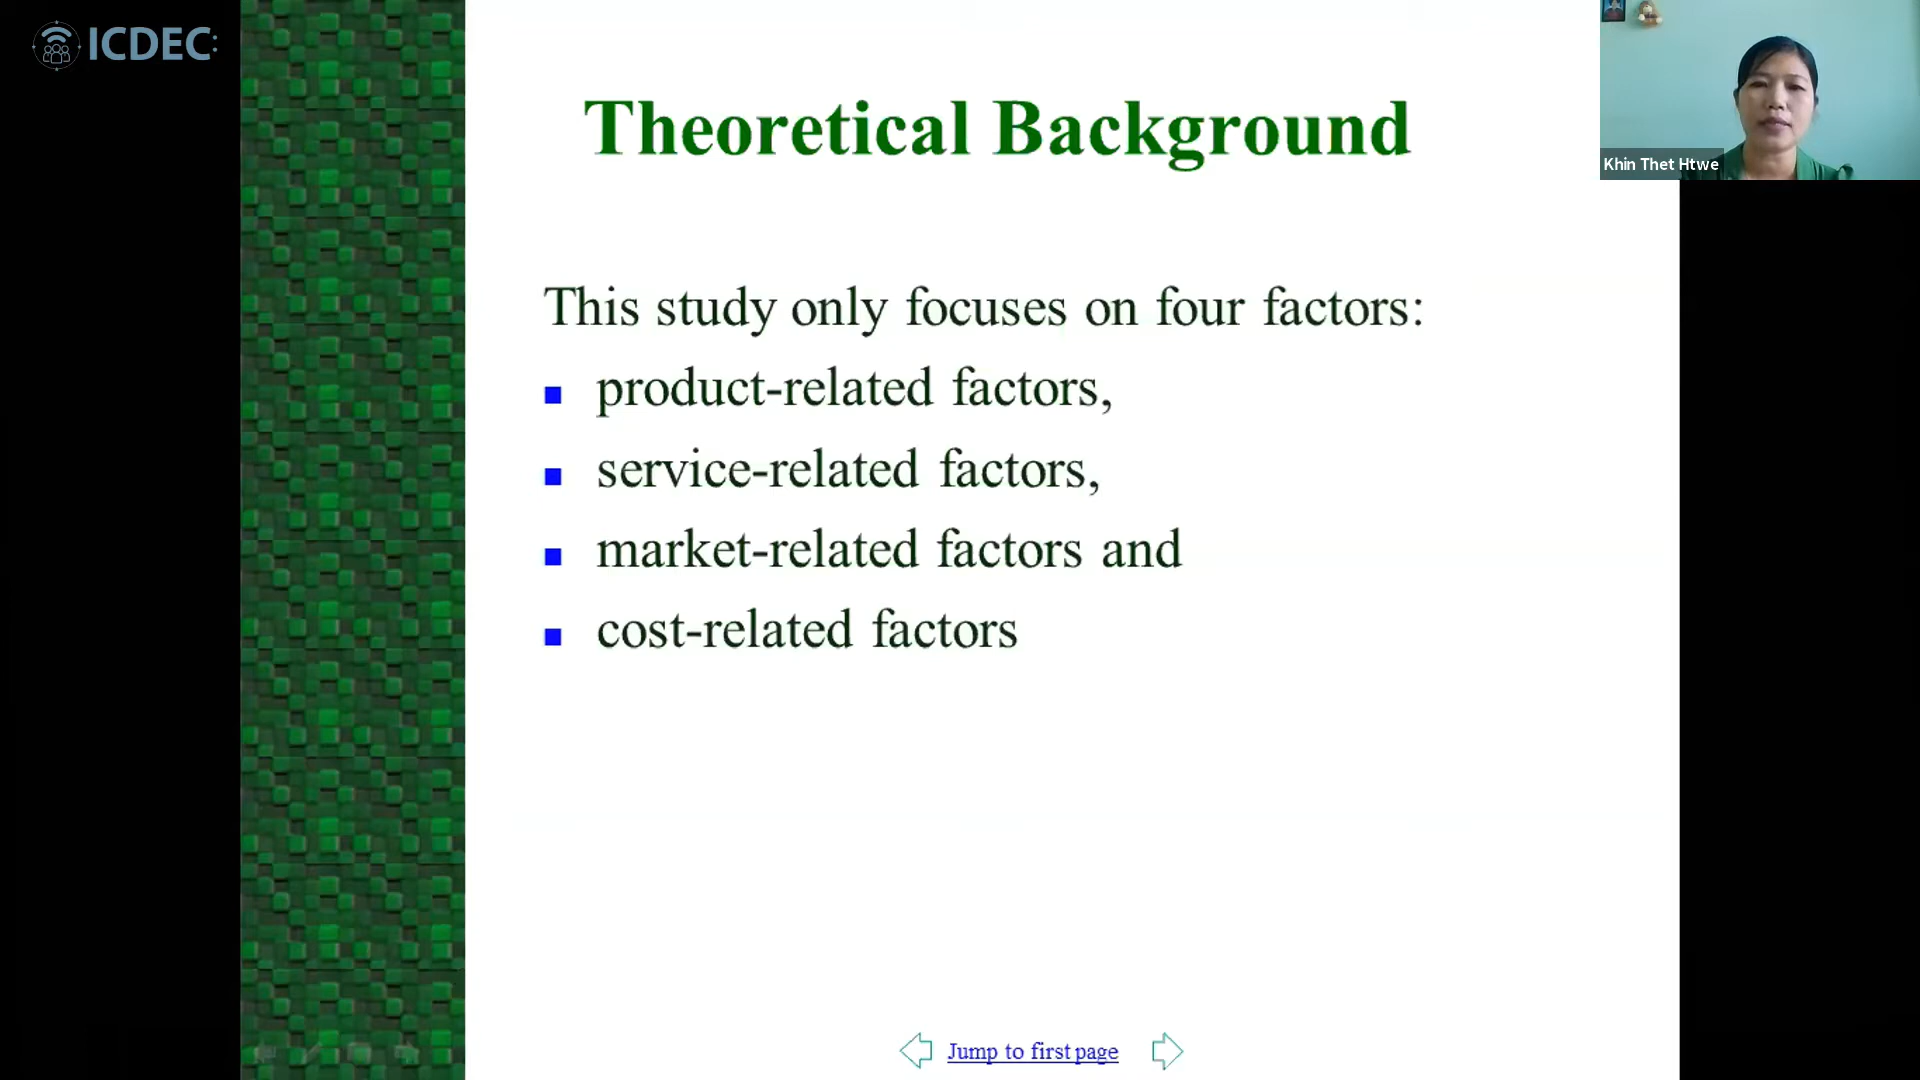 ICDEC:
Theoretical Background
Khin Thet Htwe
This study only focuses on four factors:
product-related factors,
service-related factors,
market-related factors and
cost-related factors
Jump to first page